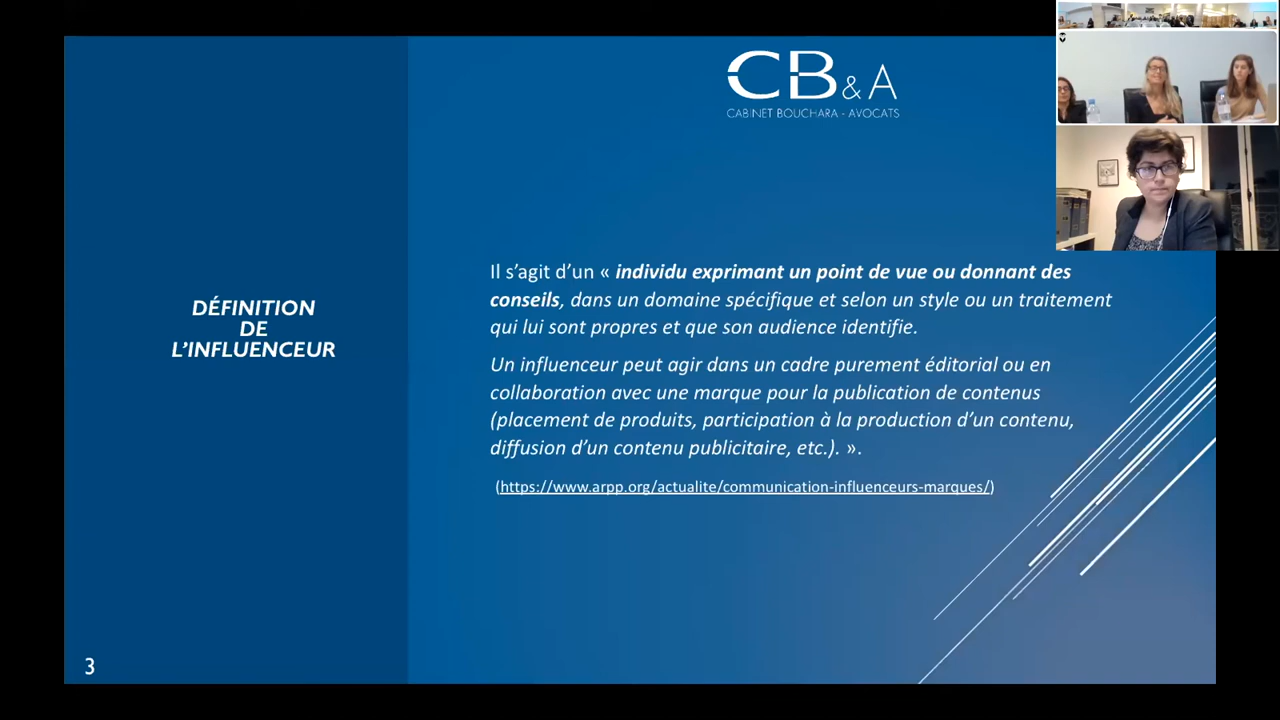 CB & A
CABINET BOUCHARA - AVOCATS
DÉFINITION
DE
L'INFLUENCEUR
Il s'agit d'un « individu exprimant un point de vue ou donnant des
conseils, dans un domaine spécifique et selon un style ou un traitement
qui lui sont propres et que son audience identifie.
Un influenceur peut agir dans un cadre purement éditorial ou en
collaboration avec une marque pour la publication de contenus
(placement de produits, participation à la production d'un contenu,
diffusion d'un contenu publicitaire, etc.). ».
(https://www.arpp.org/actualite/communication-influenceurs-marques/)
3